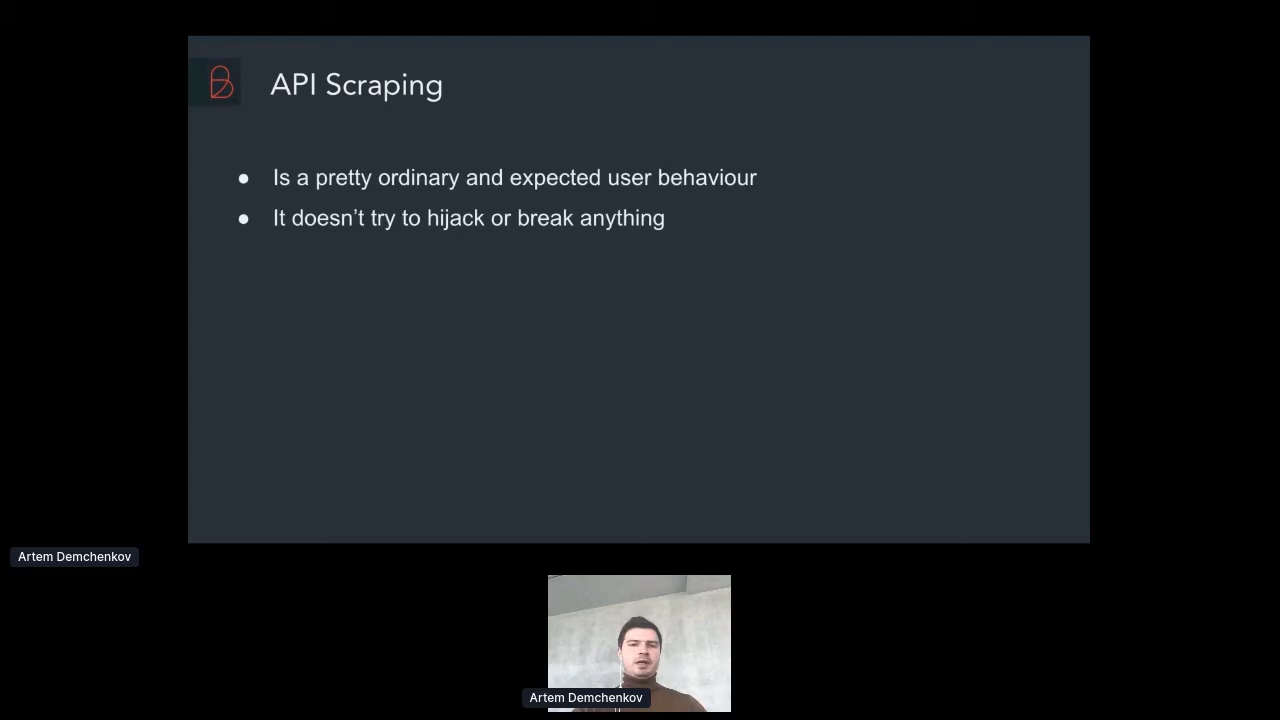 API Scraping
● Is a pretty ordinary and expected user behaviour
● It doesn’t try to hijack or break anything
Artem Demchenkov
Artem Demchenkov